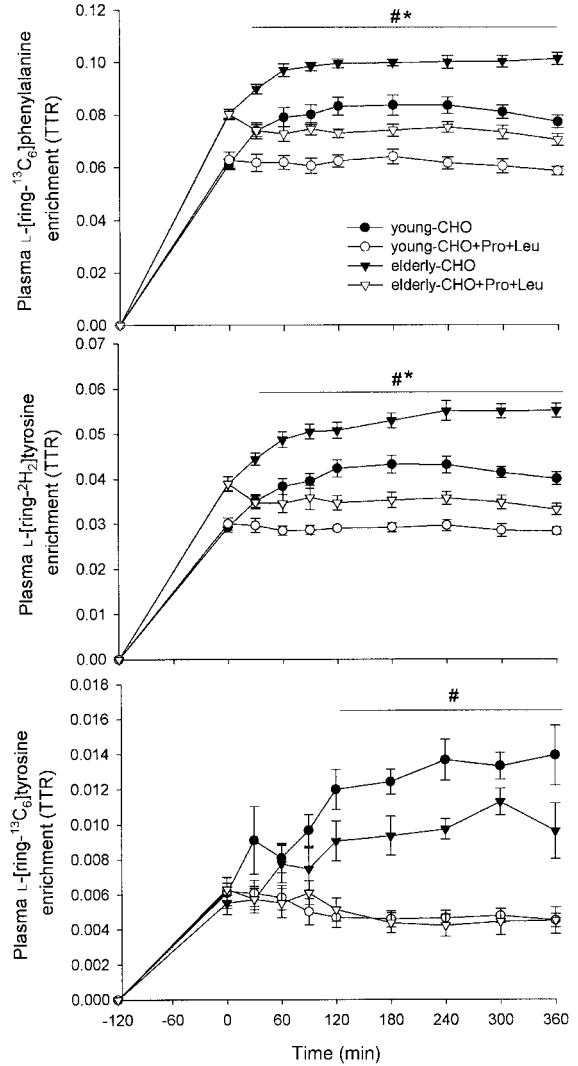 #*
0.12
0.10
0.08
0.06
0.04
0.02
0.00
Plasma L-[ring-¹³C₆]phenylalanine
enrichment (TTR)
young-CHO
young-CHO+Pro+Leu
elderly-CHO
elderly-CHO+Pro+Leu
#*
0.07
0.06
0.05
0.04
0.03
0.02
0.01
0.00
Plasma L-[ring-²H₂]tyrosine
enrichment (TTR)
#
0.018
0.016
0.014
0.012
0.010
0.008
0.006
0.004
0.002
0.000
Plasma L-[ring-¹³C₆]tyrosine
enrichment (TTR)
-120 -60 0 60 120 180 240 300 360
Time (min)